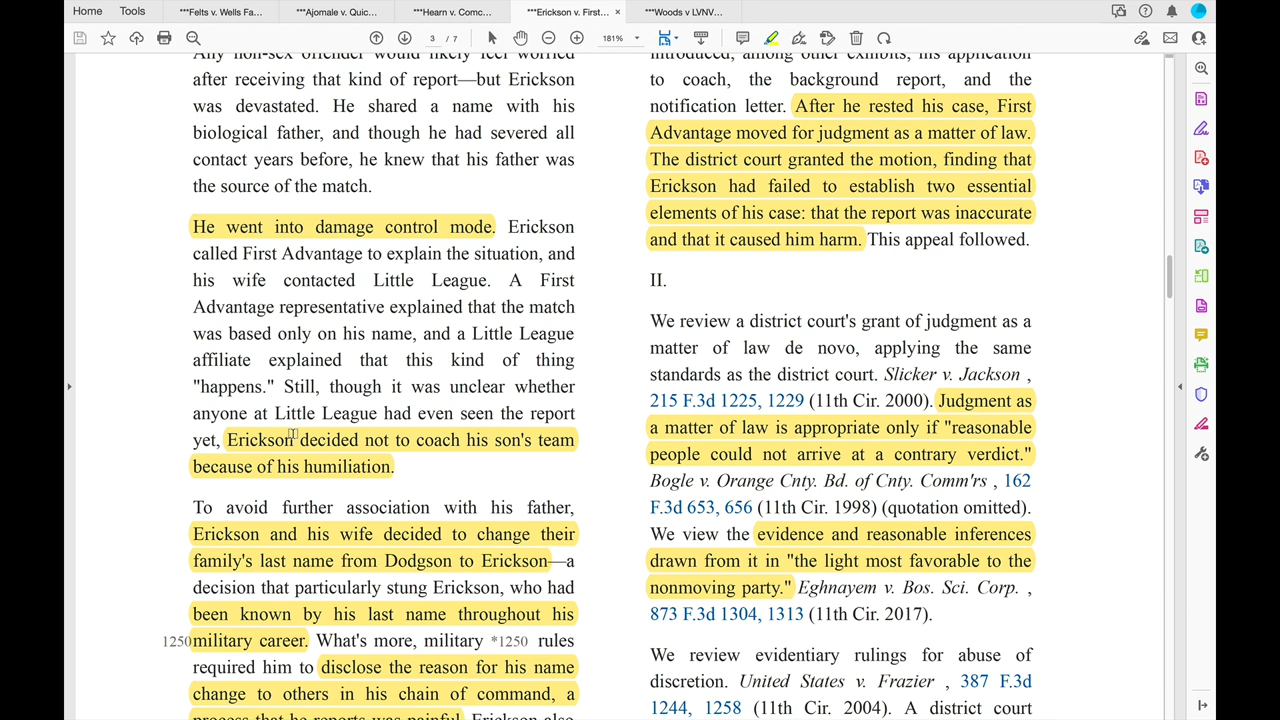 Home
Tools
***Felts v. Wells Fa...
***Ajomale v. Quic...
***Hearn v. Comc...
***Erickson v. First...
***Woods v LVNV...
3 / 7
181%
Any non-sex offender would likely feel worried
after receiving that kind of report—but Erickson
was devastated. He shared a name with his
biological father, and though he had severed all
contact years before, he knew that his father was
the source of the match.
He went into damage control mode. Erickson
called First Advantage to explain the situation, and
his wife contacted Little League. A First
Advantage representative explained that the match
was based only on his name, and a Little League
affiliate explained that this kind of thing
"happens." Still, though it was unclear whether
anyone at Little League had even seen the report
yet, Erickson decided not to coach his son's team
because of his humiliation.
To avoid further association with his father,
Erickson and his wife decided to change their
family's last name from Dodgson to Erickson—a
decision that particularly stung Erickson, who had
been known by his last name throughout his
1250 military career. What's more, military *1250 rules
required him to disclose the reason for his name
change to others in his chain of command, a
process that he reports was painful. Erickson also
introduced, among other exhibits, his application
to coach, the background report, and the
notification letter. After he rested his case, First
Advantage moved for judgment as a matter of law.
The district court granted the motion, finding that
Erickson had failed to establish two essential
elements of his case: that the report was inaccurate
and that it caused him harm. This appeal followed.
II.
We review a district court's grant of judgment as a
matter of law de novo, applying the same
standards as the district court. Slicker v. Jackson ,
215 F.3d 1225, 1229 (11th Cir. 2000). Judgment as
a matter of law is appropriate only if "reasonable
people could not arrive at a contrary verdict."
Bogle v. Orange Cnty. Bd. of Cnty. Comm'rs , 162
F.3d 653, 656 (11th Cir. 1998) (quotation omitted).
We view the evidence and reasonable inferences
drawn from it in "the light most favorable to the
nonmoving party." Eghnayem v. Bos. Sci. Corp. ,
873 F.3d 1304, 1313 (11th Cir. 2017).
We review evidentiary rulings for abuse of
discretion. United States v. Frazier , 387 F.3d
1244, 1258 (11th Cir. 2004). A district court